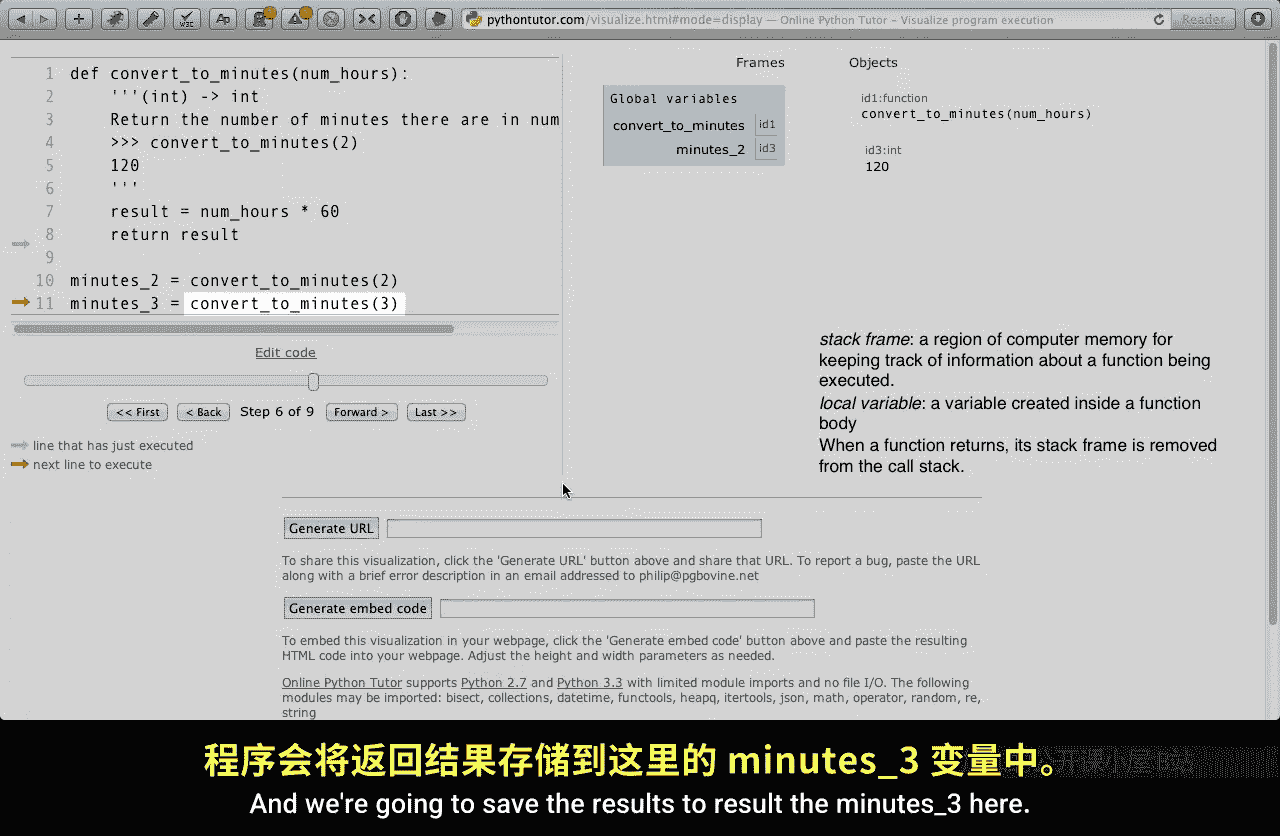 pythontutor.com/visualize.html#mode=display — Online Python Tutor – Visualize program execution
Reader
W3C
Ap
Frames
Objects
1 def convert_to_minutes(num_hours):
2 '''(int) -> int
3 Return the number of minutes there are in num
4 >>> convert_to_minutes(2)
5 120
6 '''
7 result = num_hours * 60
8 return result
9
10 minutes_2 = convert_to_minutes(2)
11 minutes_3 = convert_to_minutes(3)
Global variables
convert_to_minutes id1
minutes_2 id3
id1:function
convert_to_minutes(num_hours)
id3:int
120
Edit code
<< First
< Back
Step 6 of 9
Forward >
Last >>
line that has just executed
next line to execute
stack frame: a region of computer memory for
keeping track of information about a function being
executed.
local variable: a variable created inside a function
body
When a function returns, its stack frame is removed
from the call stack.
Generate URL
To share this visualization, click the 'Generate URL' button above and share that URL. To report a bug, paste the URL
along with a brief error description in an email addressed to philip@pgbovine.net
Generate embed code
To embed this visualization in your webpage, click the 'Generate embed code' button above and paste the resulting
HTML code into your webpage. Adjust the height and width parameters as needed.
Online Python Tutor supports Python 2.7 and Python 3.3 with limited module imports and no file I/O. The following
modules may be imported: bisect, collections, datetime, functools, heapq, itertools, json, math, operator, random, re,
string
程序会将返回结果存储到这里的 minutes_3 变量中。
And we're going to save the results to result the minutes_3 here.